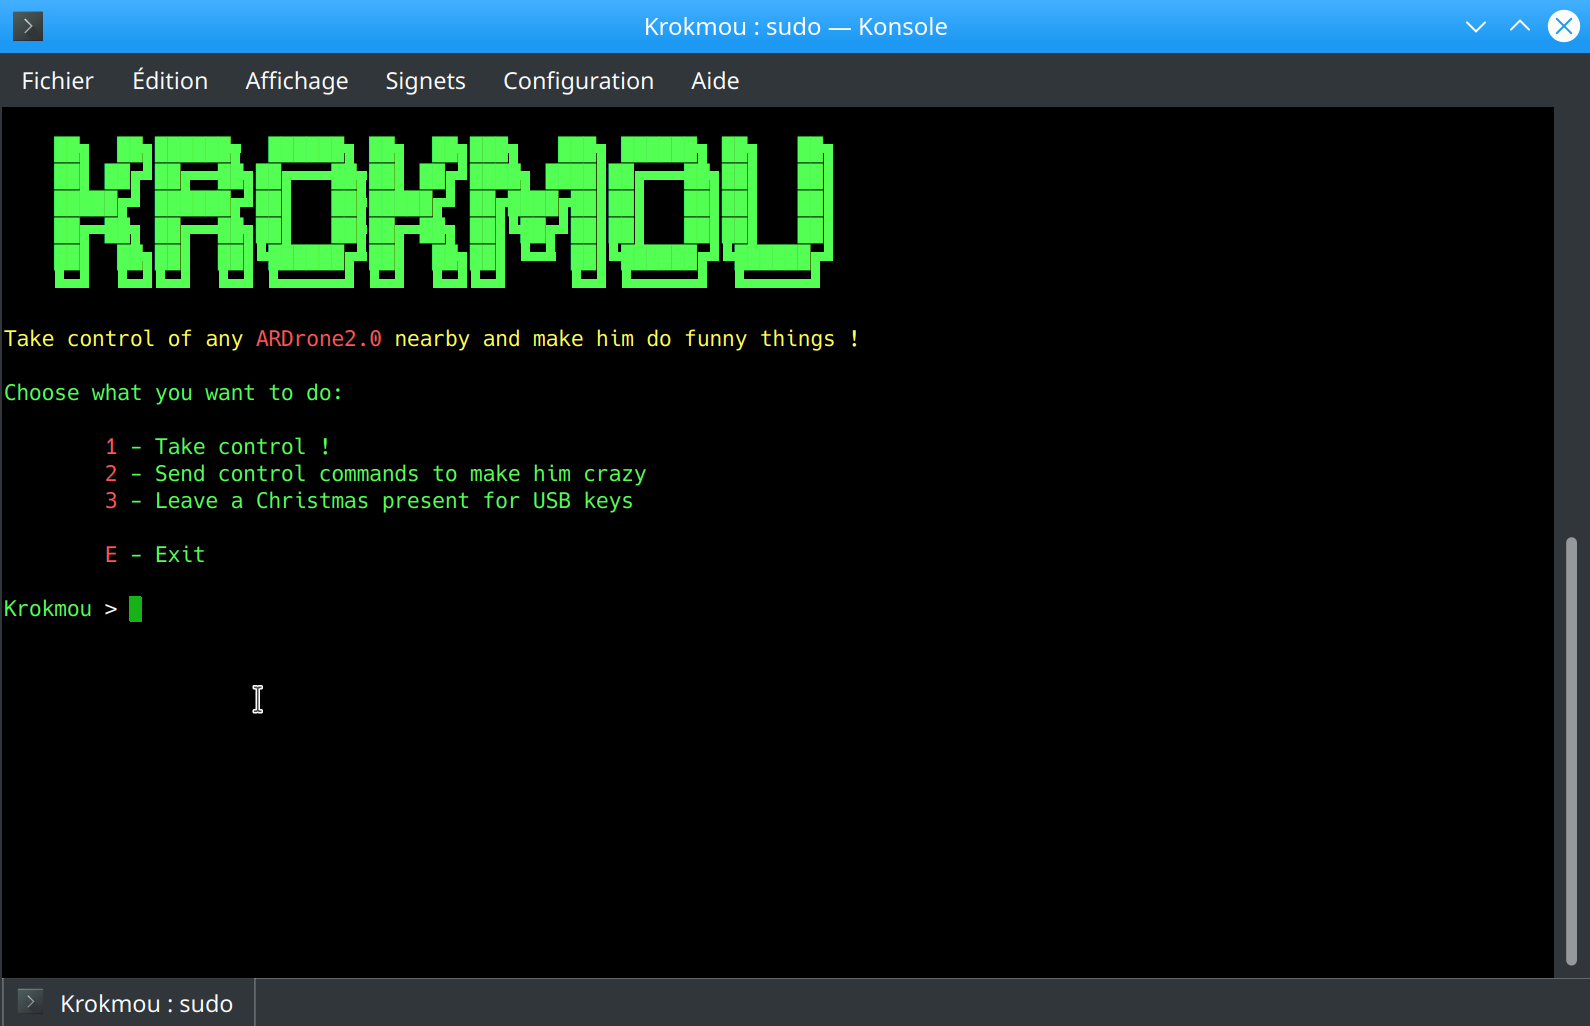 Krokmou : sudo — Konsole
Fichier Édition Affichage Signets Configuration Aide
KROKMOU
Take control of any ARDrone2.0 nearby and make him do funny things !
Choose what you want to do:
1 - Take control !
2 - Send control commands to make him crazy
3 - Leave a Christmas present for USB keys
E - Exit
Krokmou >
Krokmou : sudo